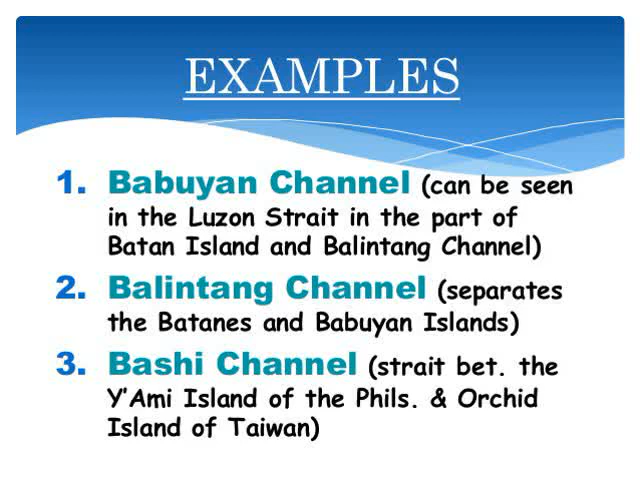 EXAMPLES
1. Babuyan Channel (can be seen
in the Luzon Strait in the part of
Batan Island and Balintang Channel)
2. Balintang Channel (separates
the Batanes and Babuyan Islands)
3. Bashi Channel (strait bet. the
Y'Ami Island of the Phils. & Orchid
Island of Taiwan)